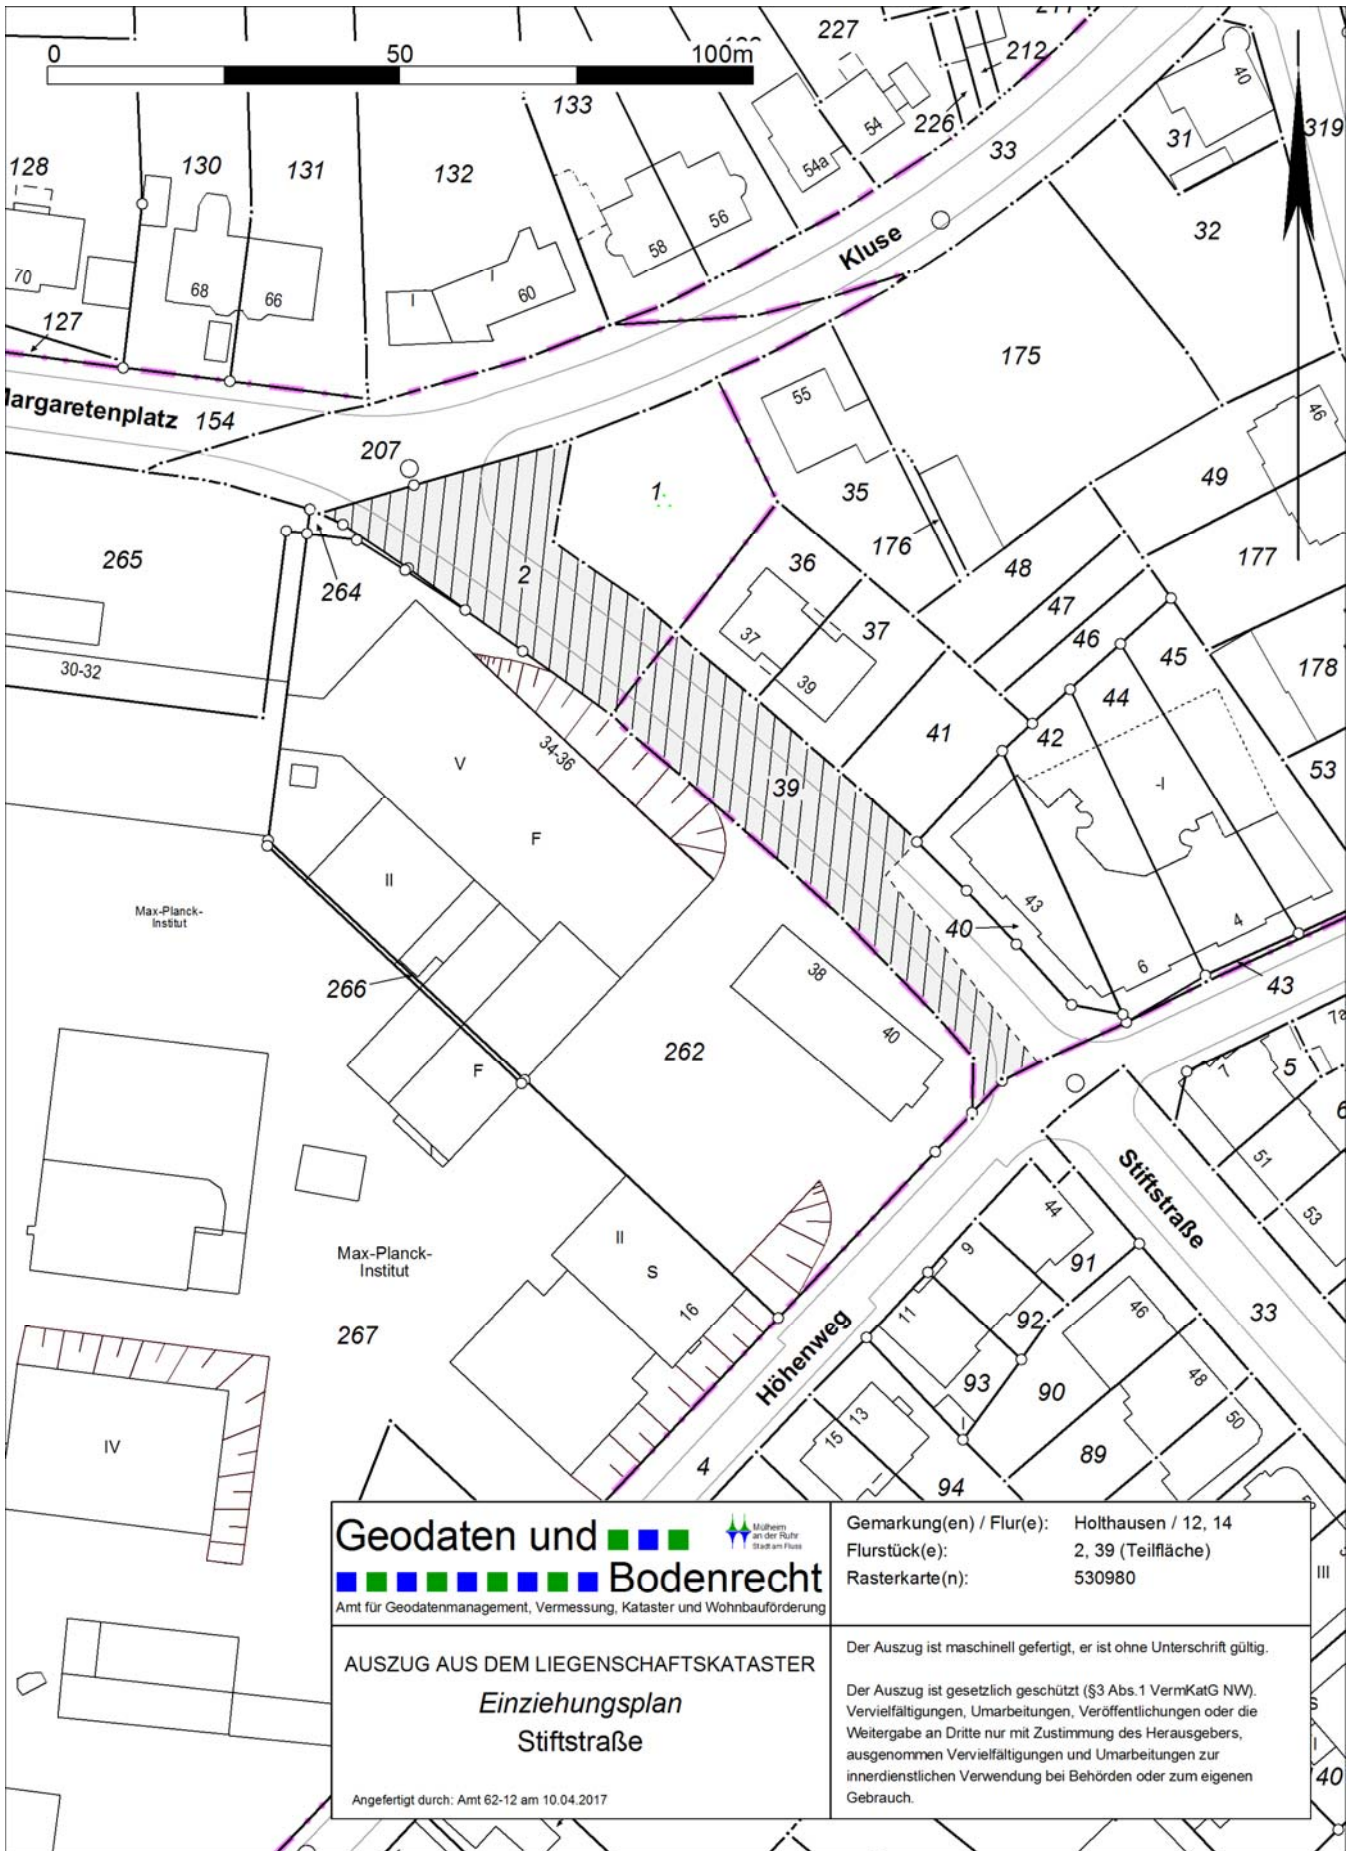 0 50 100m
227
211
212
133
226
54
54a
33
40
31
319
128
130
131
132
32
58
56
Kluse
70
68
66
I
I
60
127
175
55
46
Margaretenplatz 154
207
1
35
49
176
265
264
2
36
48
177
47
37
37
46
45
30-32
39
178
44
41
42
34-36
V
53
39
-I
F
II
Max-Planck-
Institut
43
4
40
38
6
266
43
40
7a
262
F
7
5
6
51
Stiftstraße
44
53
Max-Planck-
Institut
II
9
91
S
46
16
11
92
33
267
Höhenweg
93
90
48
I
13
50
IV
15
89
4
94
Geodaten und
Mülheim
an der Ruhr
Stadt am Fluss
Bodenrecht
Amt für Geodatenmanagement, Vermessung, Kataster und Wohnbauförderung
Gemarkung(en) / Flur(e): Holthausen / 12, 14
Flurstück(e): 2, 39 (Teilfläche)
Rasterkarte(n): 530980
III
AUSZUG AUS DEM LIEGENSCHAFTSKATASTER
Einziehungsplan
Stiftstraße
Angefertigt durch: Amt 62-12 am 10.04.2017
Der Auszug ist maschinell gefertigt, er ist ohne Unterschrift gültig.
Der Auszug ist gesetzlich geschützt (§3 Abs.1 VermKatG NW).
Vervielfältigungen, Umarbeitungen, Veröffentlichungen oder die
Weitergabe an Dritte nur mit Zustimmung des Herausgebers,
ausgenommen Vervielfältigungen und Umarbeitungen zur
innerdienstlichen Verwendung bei Behörden oder zum eigenen
Gebrauch.
S
I
40